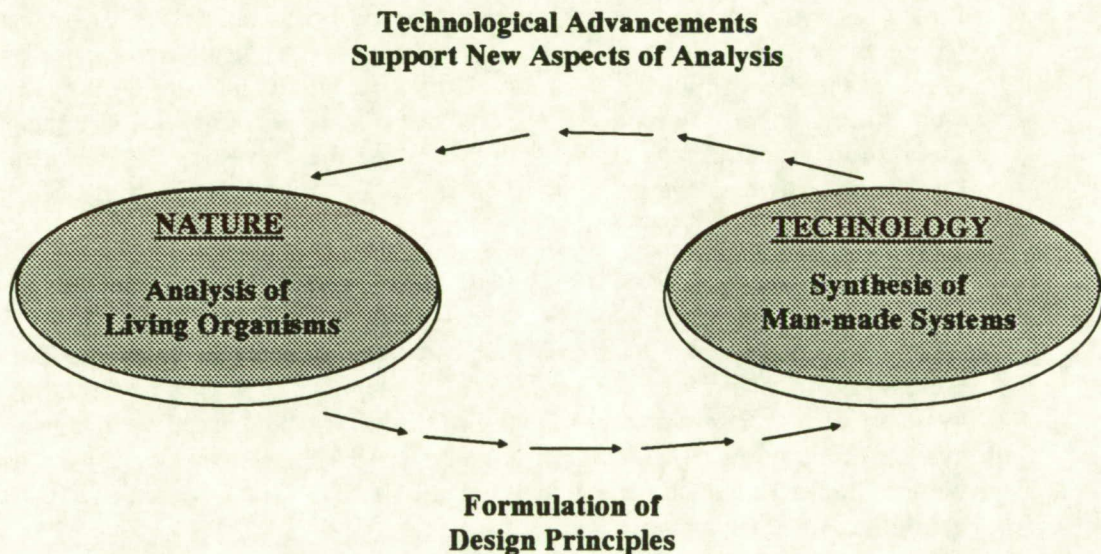 Technological Advancements
Support New Aspects of Analysis
NATURE
Analysis of
Living Organisms
TECHNOLOGY
Synthesis of
Man-made Systems
Formulation of
Design Principles